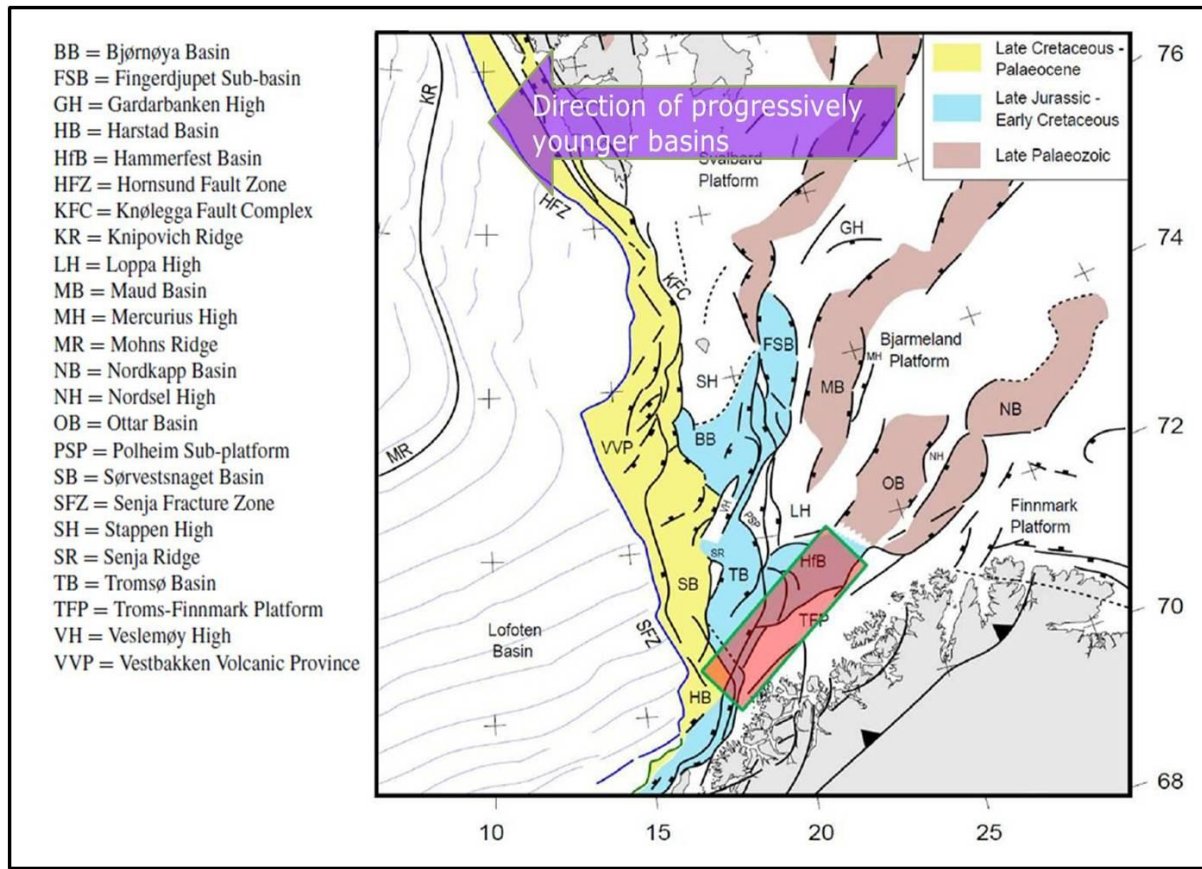 BB = Bjørnøya Basin
FSB = Fingerdjupet Sub-basin
GH = Gardarbanken High
HB = Harstad Basin
HfB = Hammerfest Basin
HFZ = Hornsund Fault Zone
KFC = Knølegga Fault Complex
KR = Knipovich Ridge
LH = Loppa High
MB = Maud Basin
MH = Mercurius High
MR = Mohns Ridge
NB = Nordkapp Basin
NH = Nordsel High
OB = Ottar Basin
PSP = Polheim Sub-platform
SB = Sørvestsnaget Basin
SFZ = Senja Fracture Zone
SH = Stappen High
SR = Senja Ridge
TB = Tromsø Basin
TFP = Troms-Finnmark Platform
VH = Veslemøy High
VVP = Vestbakken Volcanic Province
Late Cretaceous -
Palaeocene
Late Jurassic -
Early Cretaceous
Late Palaeozoic
Direction of progressively
younger basins
Svalbard
Platform
KR
HFZ
GH
KFC
FSB
Bjarmeland
Platform
MH
SH
MB
NB
VVP
BB
MR
NH
OB
VH
PSP
LH
Finnmark
Platform
SR
HfB
TB
SB
TFP
SFZ
Lofoten
Basin
HB
76
74
72
70
68
10
15
20
25